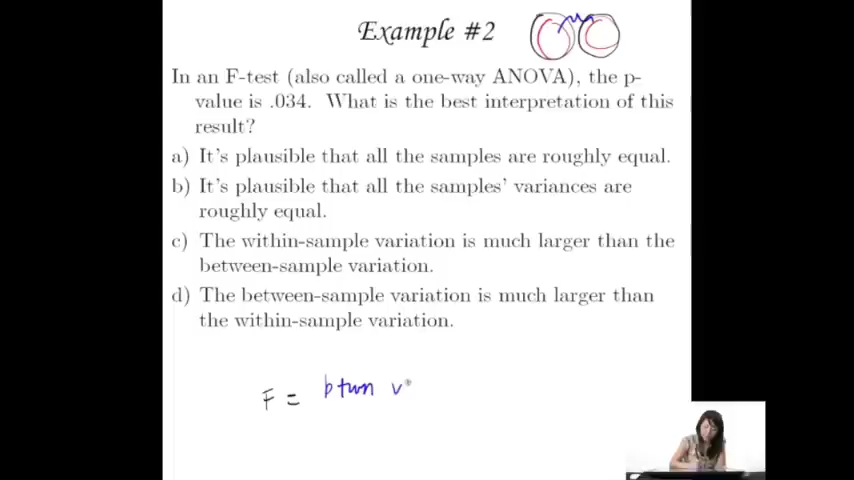 Example #2
In an F-test (also called a one-way ANOVA), the p-
value is .034. What is the best interpretation of this
result?
a) It's plausible that all the samples are roughly equal.
b) It's plausible that all the samples' variances are
roughly equal.
c) The within-sample variation is much larger than the
between-sample variation.
d) The between-sample variation is much larger than
the within-sample variation.
F = btwn v